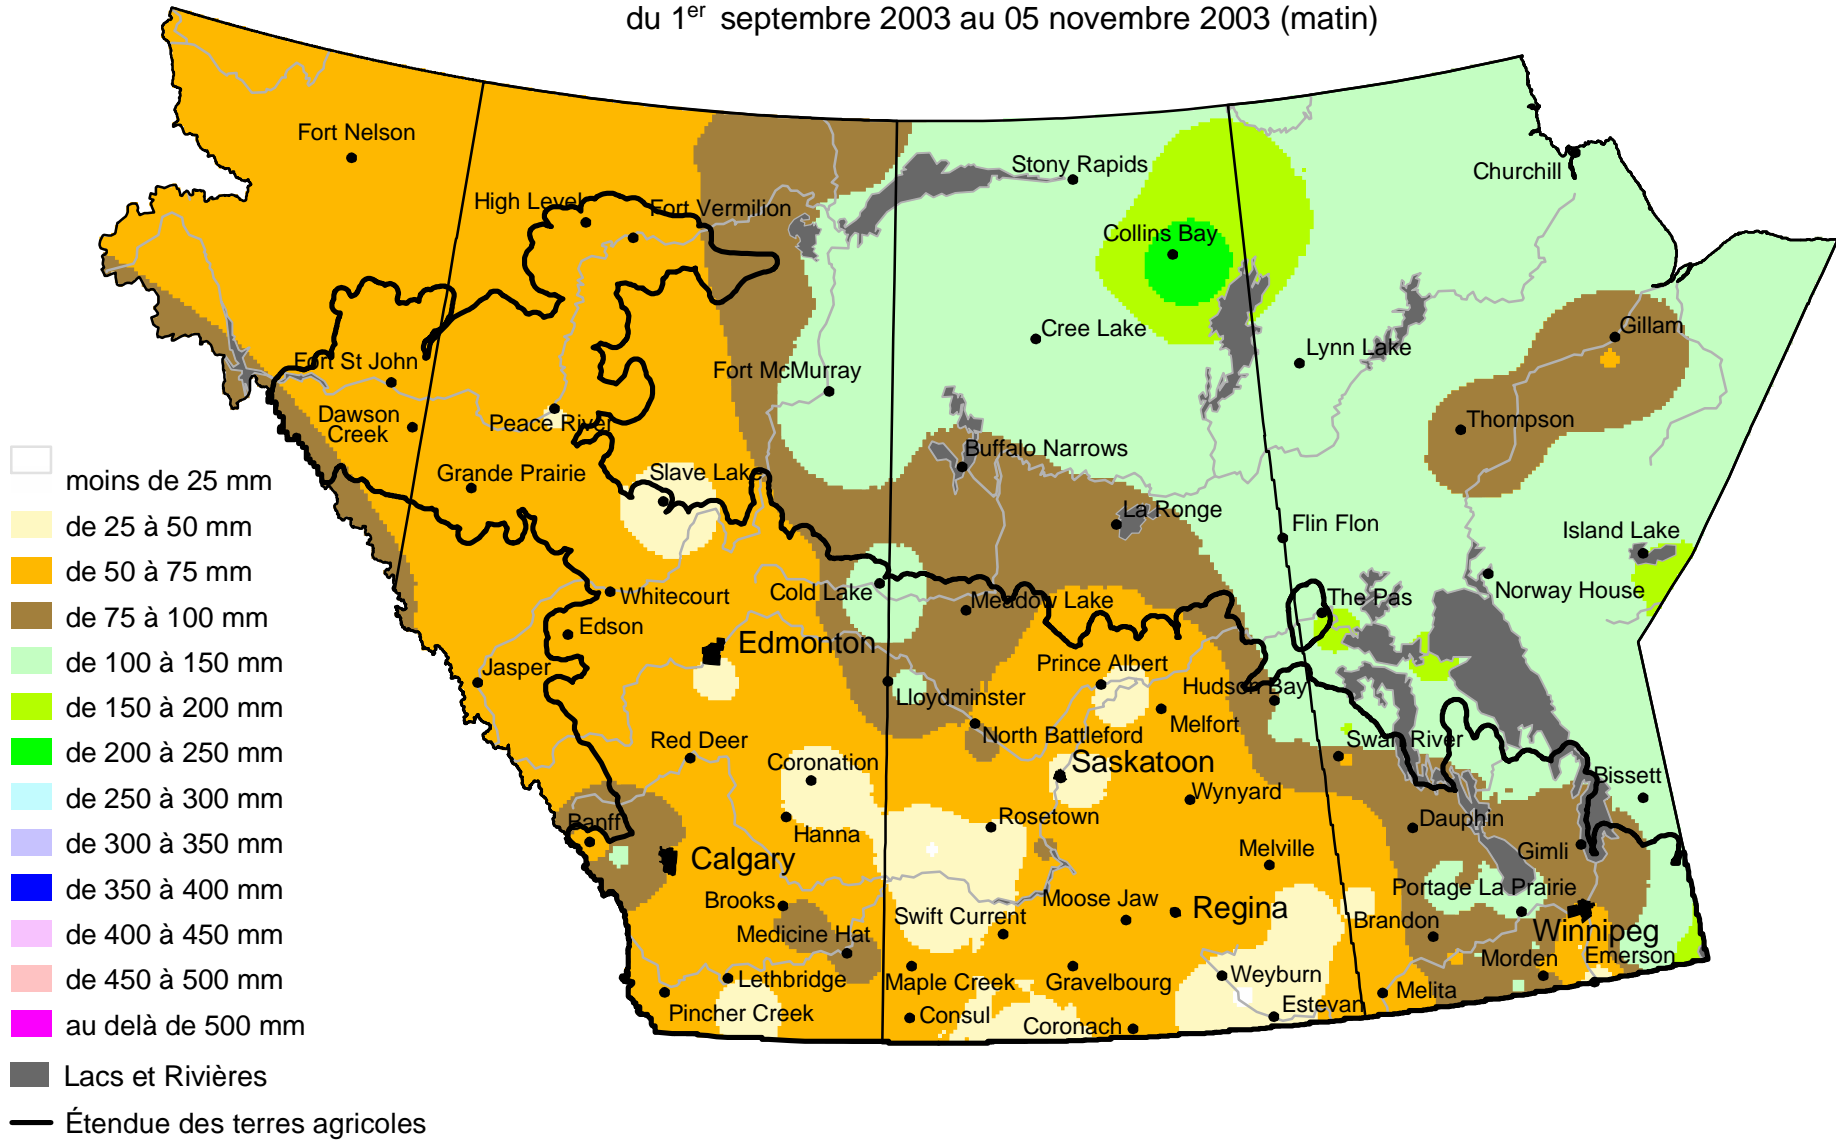 du 1er septembre 2003 au 05 novembre 2003 (matin)
Fort Nelson
High Level
Fort Vermilion
Stony Rapids
Churchill
Collins Bay
Cree Lake
Lynn Lake
Gillam
Fort St John
Fort McMurray
Dawson
Creek
Peace River
Thompson
Buffalo Narrows
Grande Prairie
Slave Lake
La Ronge
Flin Flon
Island Lake
Whitecourt
Cold Lake
Meadow Lake
The Pas
Norway House
Edson
Edmonton
Jasper
Prince Albert
Hudson Bay
Lloydminster
Melfort
North Battleford
Red Deer
Swan River
Coronation
Saskatoon
Bissett
Wynyard
Banff
Hanna
Rosetown
Dauphin
Calgary
Melville
Gimli
Portage La Prairie
Brooks
Moose Jaw
Regina
Swift Current
Brandon
Medicine Hat
Winnipeg
Morden
Emerson
Lethbridge
Maple Creek
Gravelbourg
Weyburn
Melita
Pincher Creek
Consul
Coronach
Estevan
moins de 25 mm
de 25 à 50 mm
de 50 à 75 mm
de 75 à 100 mm
de 100 à 150 mm
de 150 à 200 mm
de 200 à 250 mm
de 250 à 300 mm
de 300 à 350 mm
de 350 à 400 mm
de 400 à 450 mm
de 450 à 500 mm
au delà de 500 mm
Lacs et Rivières
Étendue des terres agricoles